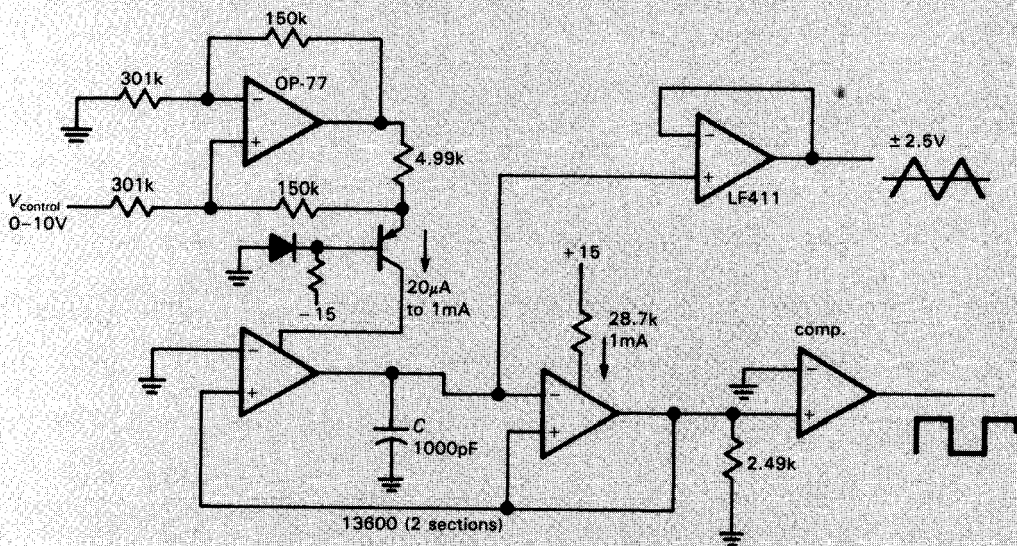 150k
OP-77
301k
−
+
4.99k
V control
0–10V
301k
150k
−15
20μA
to 1mA
−
+
LF411
±2.5V
+15
28.7k
1mA
comp.
−
+
C
1000pF
−
+
−
+
2.49k
13600 (2 sections)